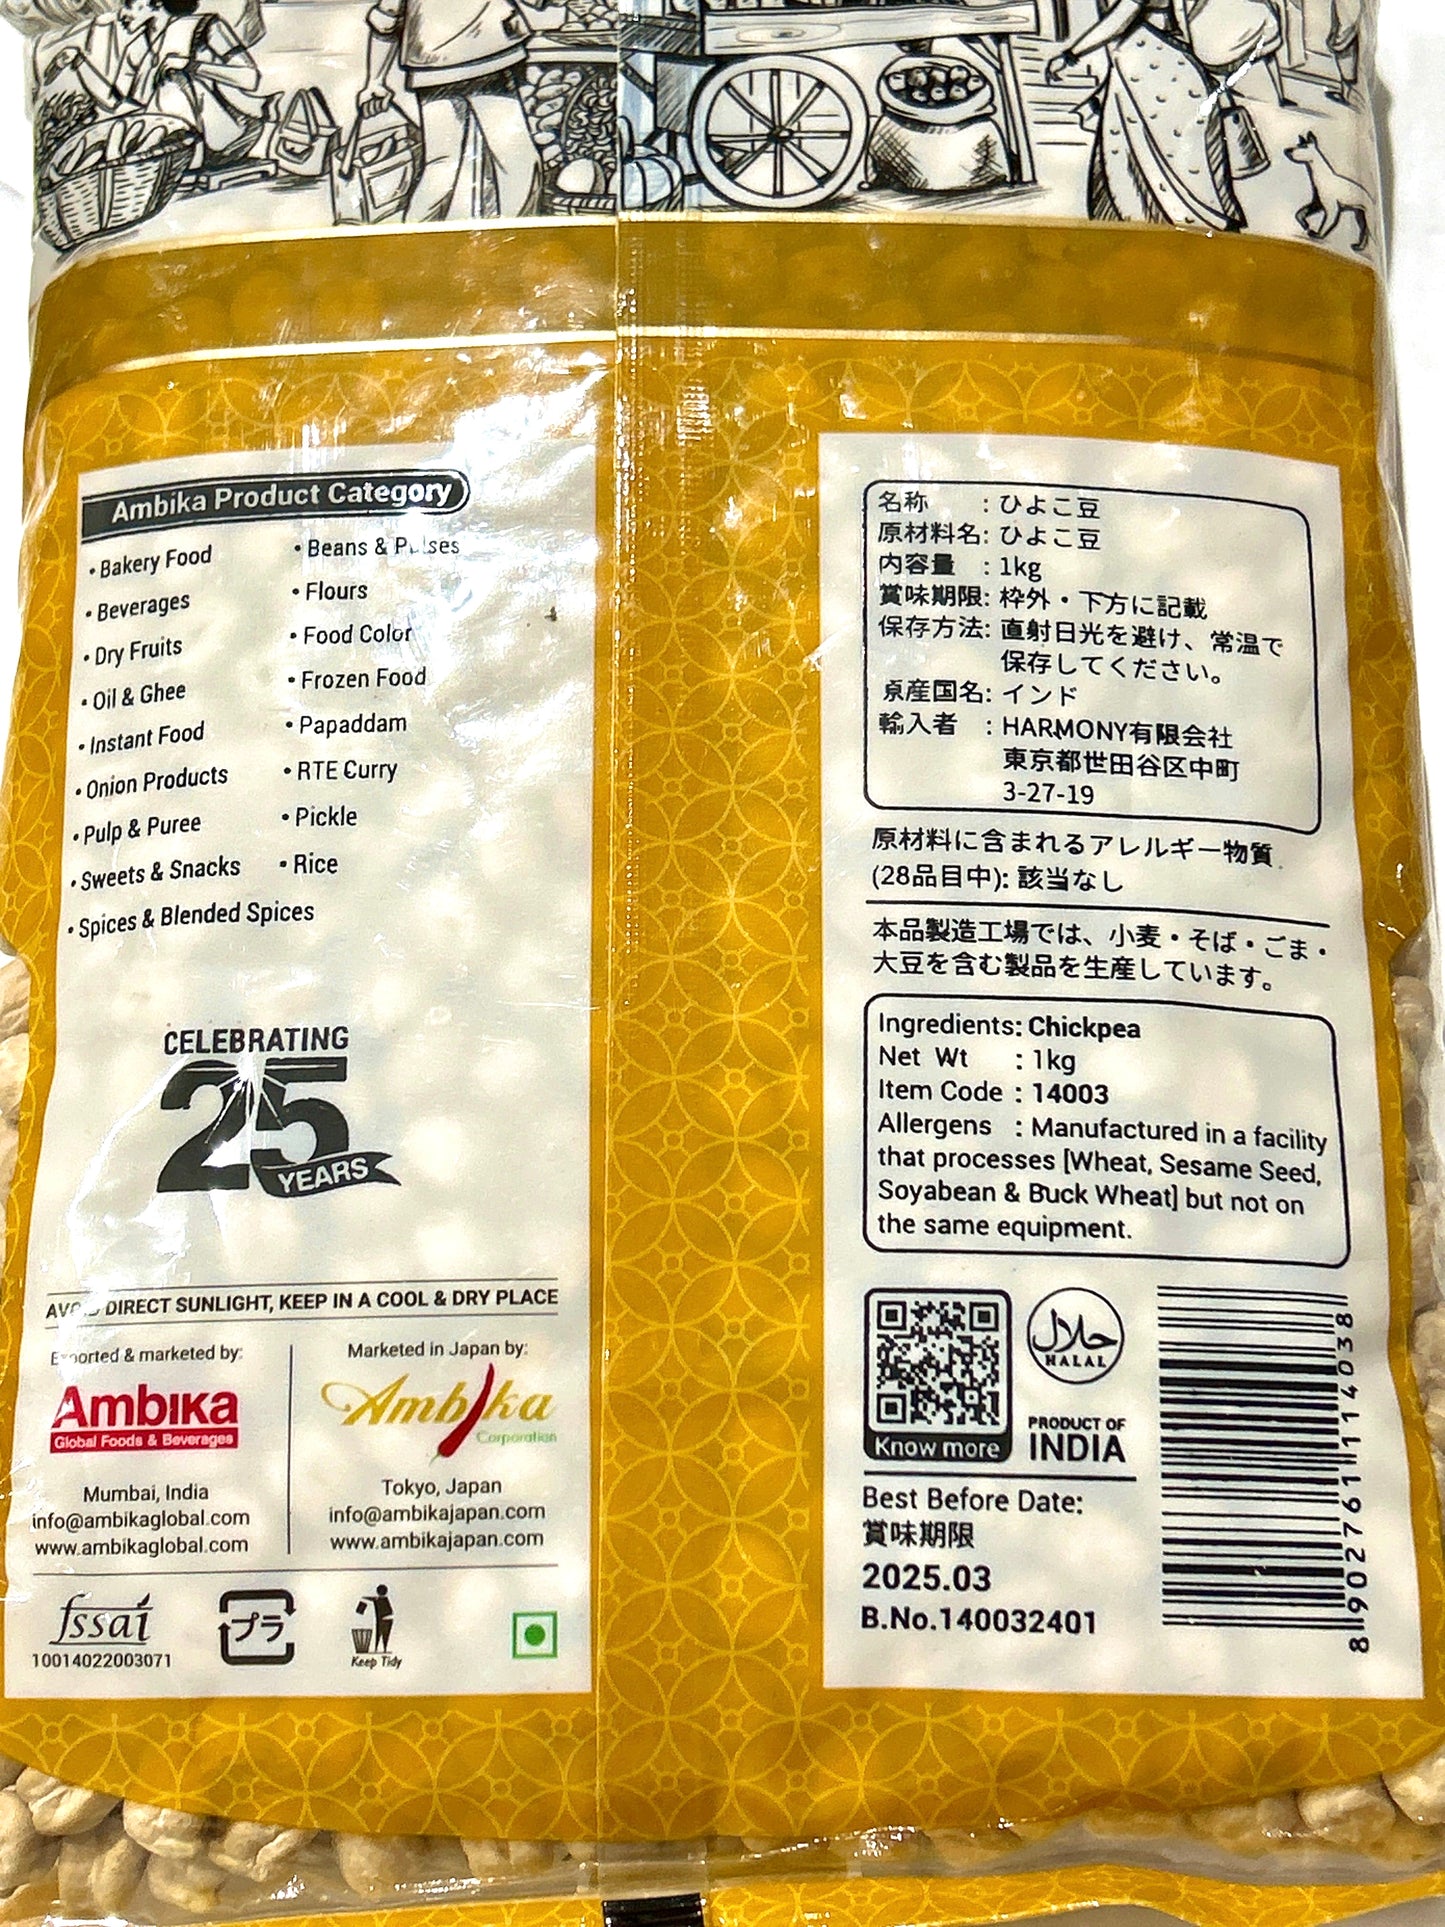 Ambika Product Category
• Bakery Food
• Beverages
• Dry Fruits
• Oil & Ghee
• Instant Food
• Onion Products
• Pulp & Puree
• Sweets & Snacks
• Spices & Blended Spices
• Beans & Pulses
• Flours
• Food Color
• Frozen Food
• Papaddam
• RTE Curry
• Pickle
• Rice
CELEBRATING
25
YEARS
AVOID DIRECT SUNLIGHT, KEEP IN A COOL & DRY PLACE
Exported & marketed by:
Ambika
Global Foods & Beverages
Mumbai, India
info@ambikaglobal.com
www.ambikaglobal.com
Marketed in Japan by:
Ambika
Corporation
Tokyo, Japan
info@ambikajapan.com
www.ambikajapan.com
fssai
10014022003071
プラ
Keep Tidy
名称 : ひよこ豆
原材料名: ひよこ豆
内容量 : 1kg
賞味期限: 枠外・下方に記載
保存方法: 直射日光を避け、常温で
保存してください。
原産国名: インド
輸入者 : HARMONY有限会社
東京都世田谷区中町
3-27-19
原材料に含まれるアレルギー物質
(28品目中): 該当なし
本品製造工場では、小麦・そば・ごま・
大豆を含む製品を生産しています。
Ingredients: Chickpea
Net Wt : 1kg
Item Code : 14003
Allergens : Manufactured in a facility
that processes [Wheat, Sesame Seed,
Soyabean & Buck Wheat] but not on
the same equipment.
Know more
حلال
HALAL
PRODUCT OF
INDIA
Best Before Date:
賞味期限
2025.03
B.No.140032401
8 902761 114038